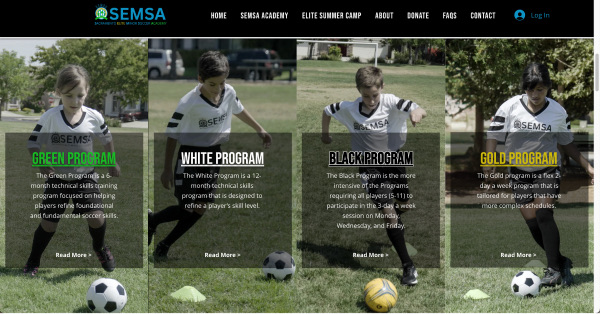 SEMSA
SACRAMENTO ELITE MINOR SOCCER ACADEMY
HOME
SEMSA ACADEMY
ELITE SUMMER CAMP
ABOUT
DONATE
FAQS
CONTACT
Log In
SEMSA
SEMSA
SEMSA
SEMSA
GREEN PROGRAM
The Green Program is a 6-
month technical skills training
program focused on helping
players refine foundational
and fundamental soccer skills.
Read More >
WHITE PROGRAM
The White Program is a 12-
month technical skills
program that is designed to
refine a player's skill level.
Read More >
BLACK PROGRAM
The Black Program is the more
intensive of the Programs
requiring all players (5-11) to
participate in the 3-day a week
session on Monday,
Wednesday, and Friday.
Read More >
GOLD PROGRAM
The Gold program is a flex 2-
day a week program that is
tailored for players that have
more complex schedules.
Read More >